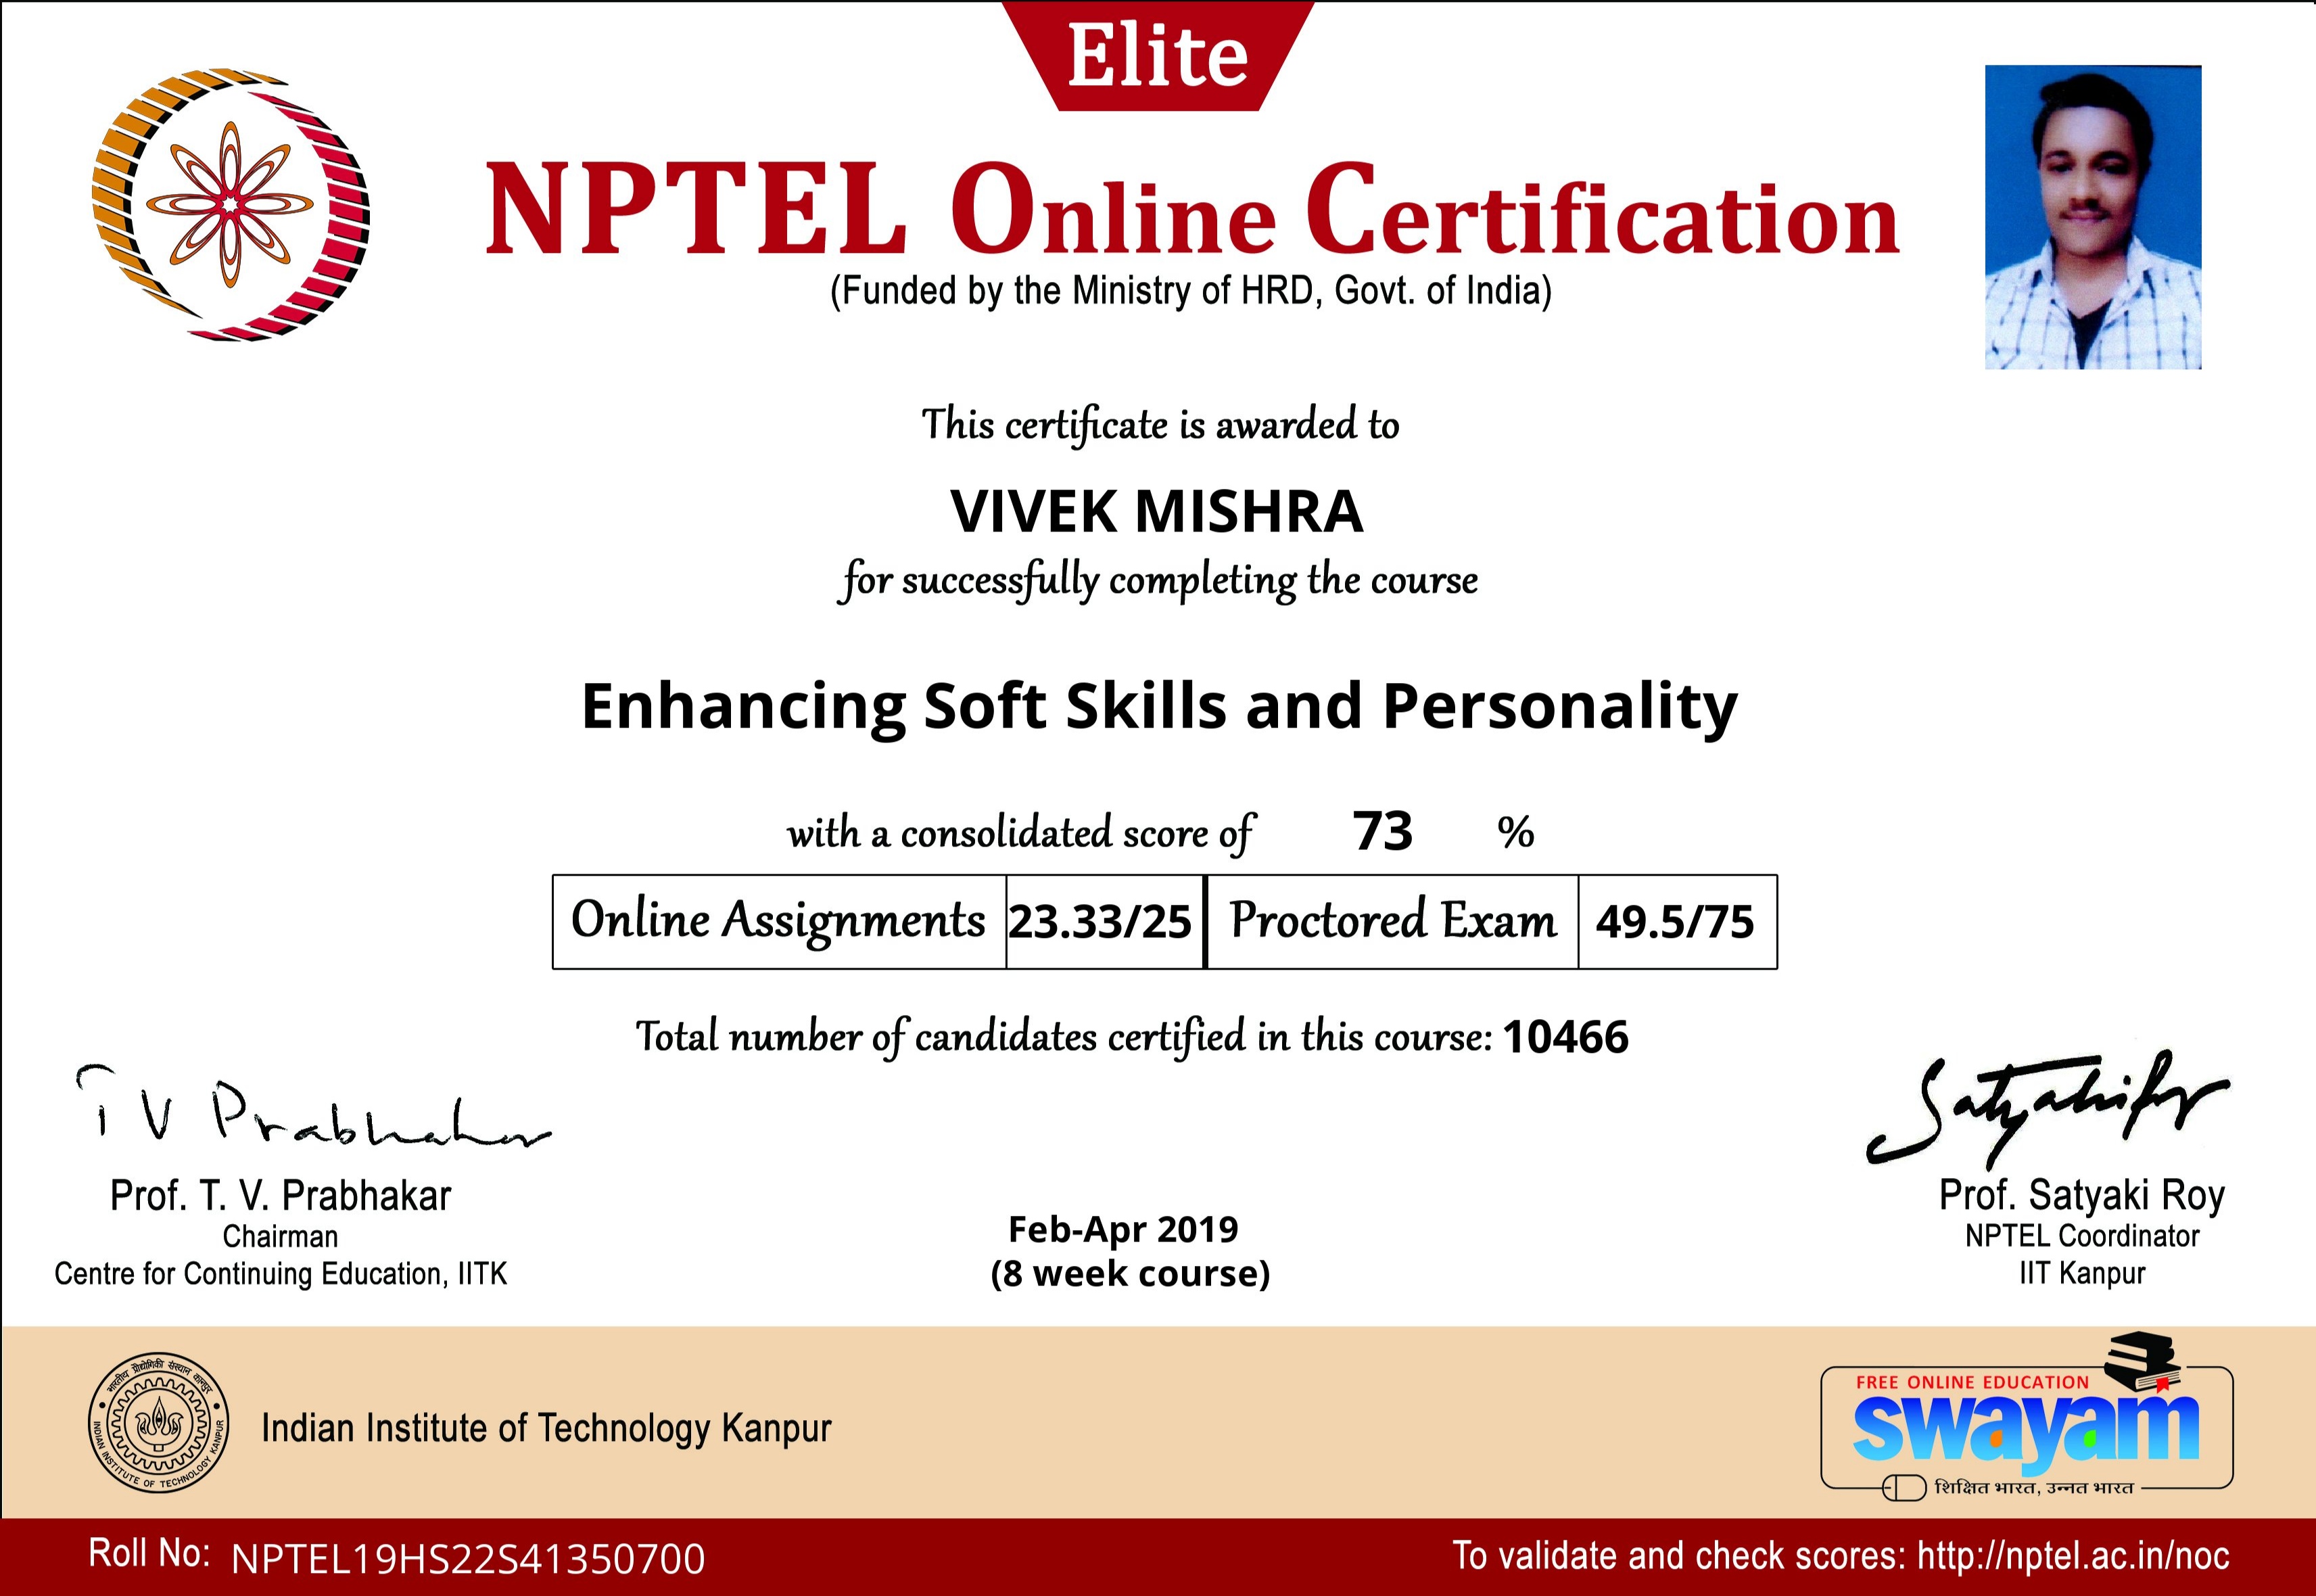 Elite
NPTEL Online Certification
(Funded by the Ministry of HRD, Govt. of India)
This certificate is awarded to
VIVEK MISHRA
for successfully completing the course
Enhancing Soft Skills and Personality
with a consolidated score of 73 %
Online Assignments 23.33/25 Proctored Exam 49.5/75
Total number of candidates certified in this course: 10466
T V Prabhakar
Prof. T. V. Prabhakar
Chairman
Centre for Continuing Education, IITK
Feb-Apr 2019
(8 week course)
Prof. Satyaki Roy
NPTEL Coordinator
IIT Kanpur
भारतीय प्रौद्योगिकी संस्थान कानपुर
INDIAN INSTITUTE OF TECHNOLOGY KANPUR
Indian Institute of Technology Kanpur
FREE ONLINE EDUCATION
swayam
शिक्षित भारत, उन्नत भारत
Roll No: NPTEL19HS22S41350700
To validate and check scores: http://nptel.ac.in/noc